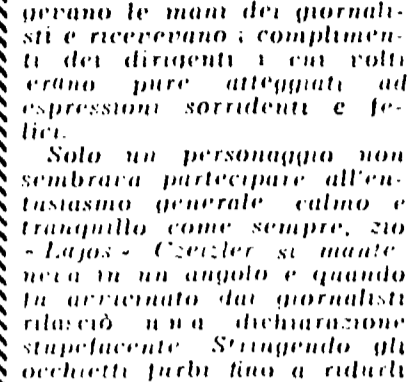 gevano le mani dei giornali-
sti e ricevevano i complimen-
ti dei dirigenti i cui volti
erano pure atteggiati ad
espressioni sorridenti e fe-
lici.
Solo un personaggio non
sembrava partecipare all'en-
tusiasmo generale calmo e
tranquillo come sempre, zio
« Lajos » Czeizler si mante-
neva in un angolo e quando
fu avvicinato dai giornalisti
rilasciò una dichiarazione
stupefacente Stringendo gli
occhietti furbi fino a ridurli